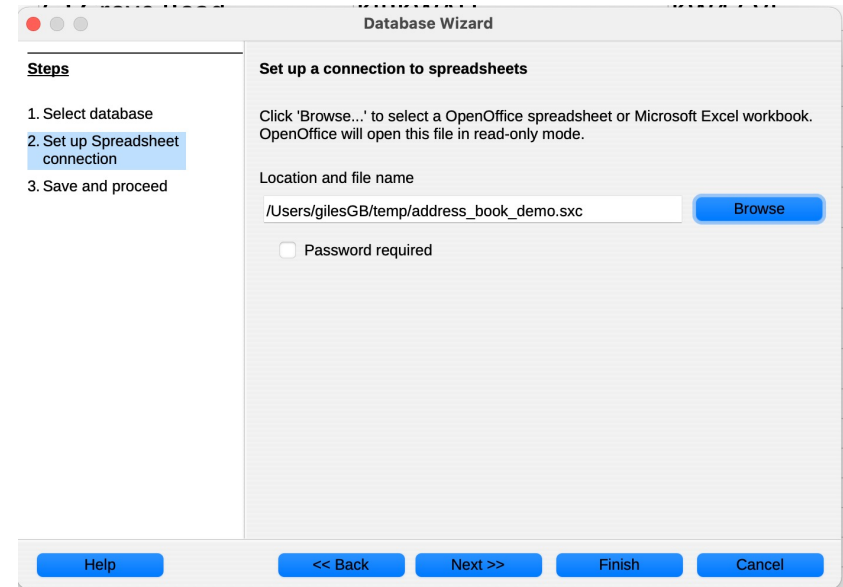 Database Wizard
Steps
1. Select database
2. Set up Spreadsheet
connection
3. Save and proceed
Set up a connection to spreadsheets
Click 'Browse...' to select a OpenOffice spreadsheet or Microsoft Excel workbook.
OpenOffice will open this file in read-only mode.
Location and file name
/Users/gilesGB/temp/address_book_demo.sxc
Browse
Password required
Help
<< Back
Next >>
Finish
Cancel